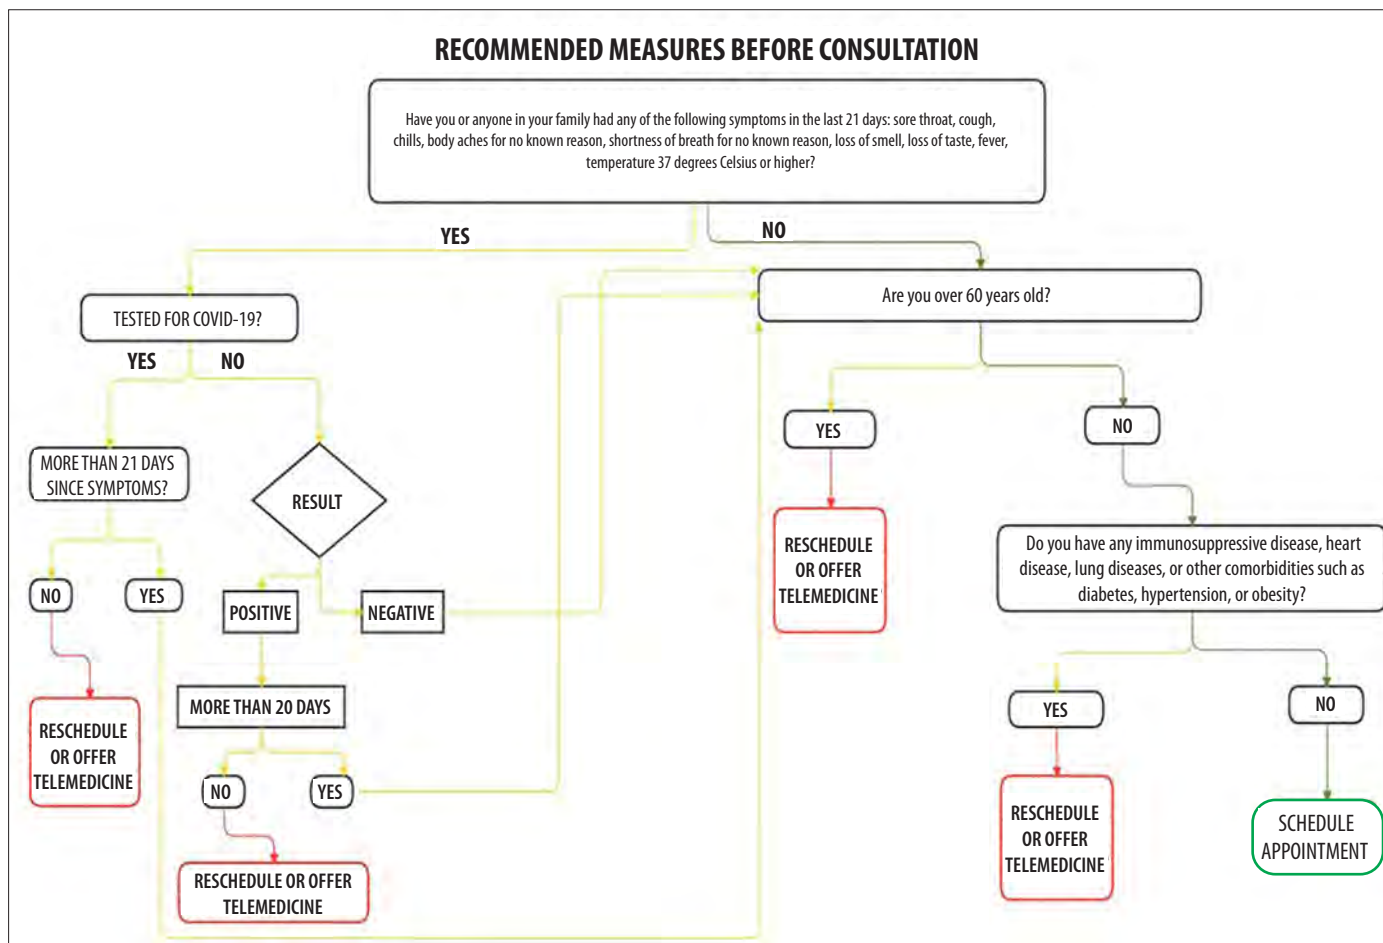 RECOMMENDED MEASURES BEFORE CONSULTATION
Have you or anyone in your family had any of the following symptoms in the last 21 days: sore throat, cough,
chills, body aches for no known reason, shortness of breath for no known reason, loss of smell, loss of taste, fever,
temperature 37 degrees Celsius or higher?
YES
NO
TESTED FOR COVID-19?
Are you over 60 years old?
YES
NO
MORE THAN 21 DAYS
SINCE SYMPTOMS?
RESULT
YES
NO
NO
YES
POSITIVE
NEGATIVE
RESCHEDULE
OR OFFER
TELEMEDICINE
Do you have any immunosuppressive disease, heart
disease, lung diseases, or other comorbidities such as
diabetes, hypertension, or obesity?
RESCHEDULE
OR OFFER
TELEMEDICINE
MORE THAN 20 DAYS
NO
YES
RESCHEDULE OR OFFER
TELEMEDICINE
YES
NO
RESCHEDULE
OR OFFER
TELEMEDICINE
SCHEDULE
APPOINTMENT